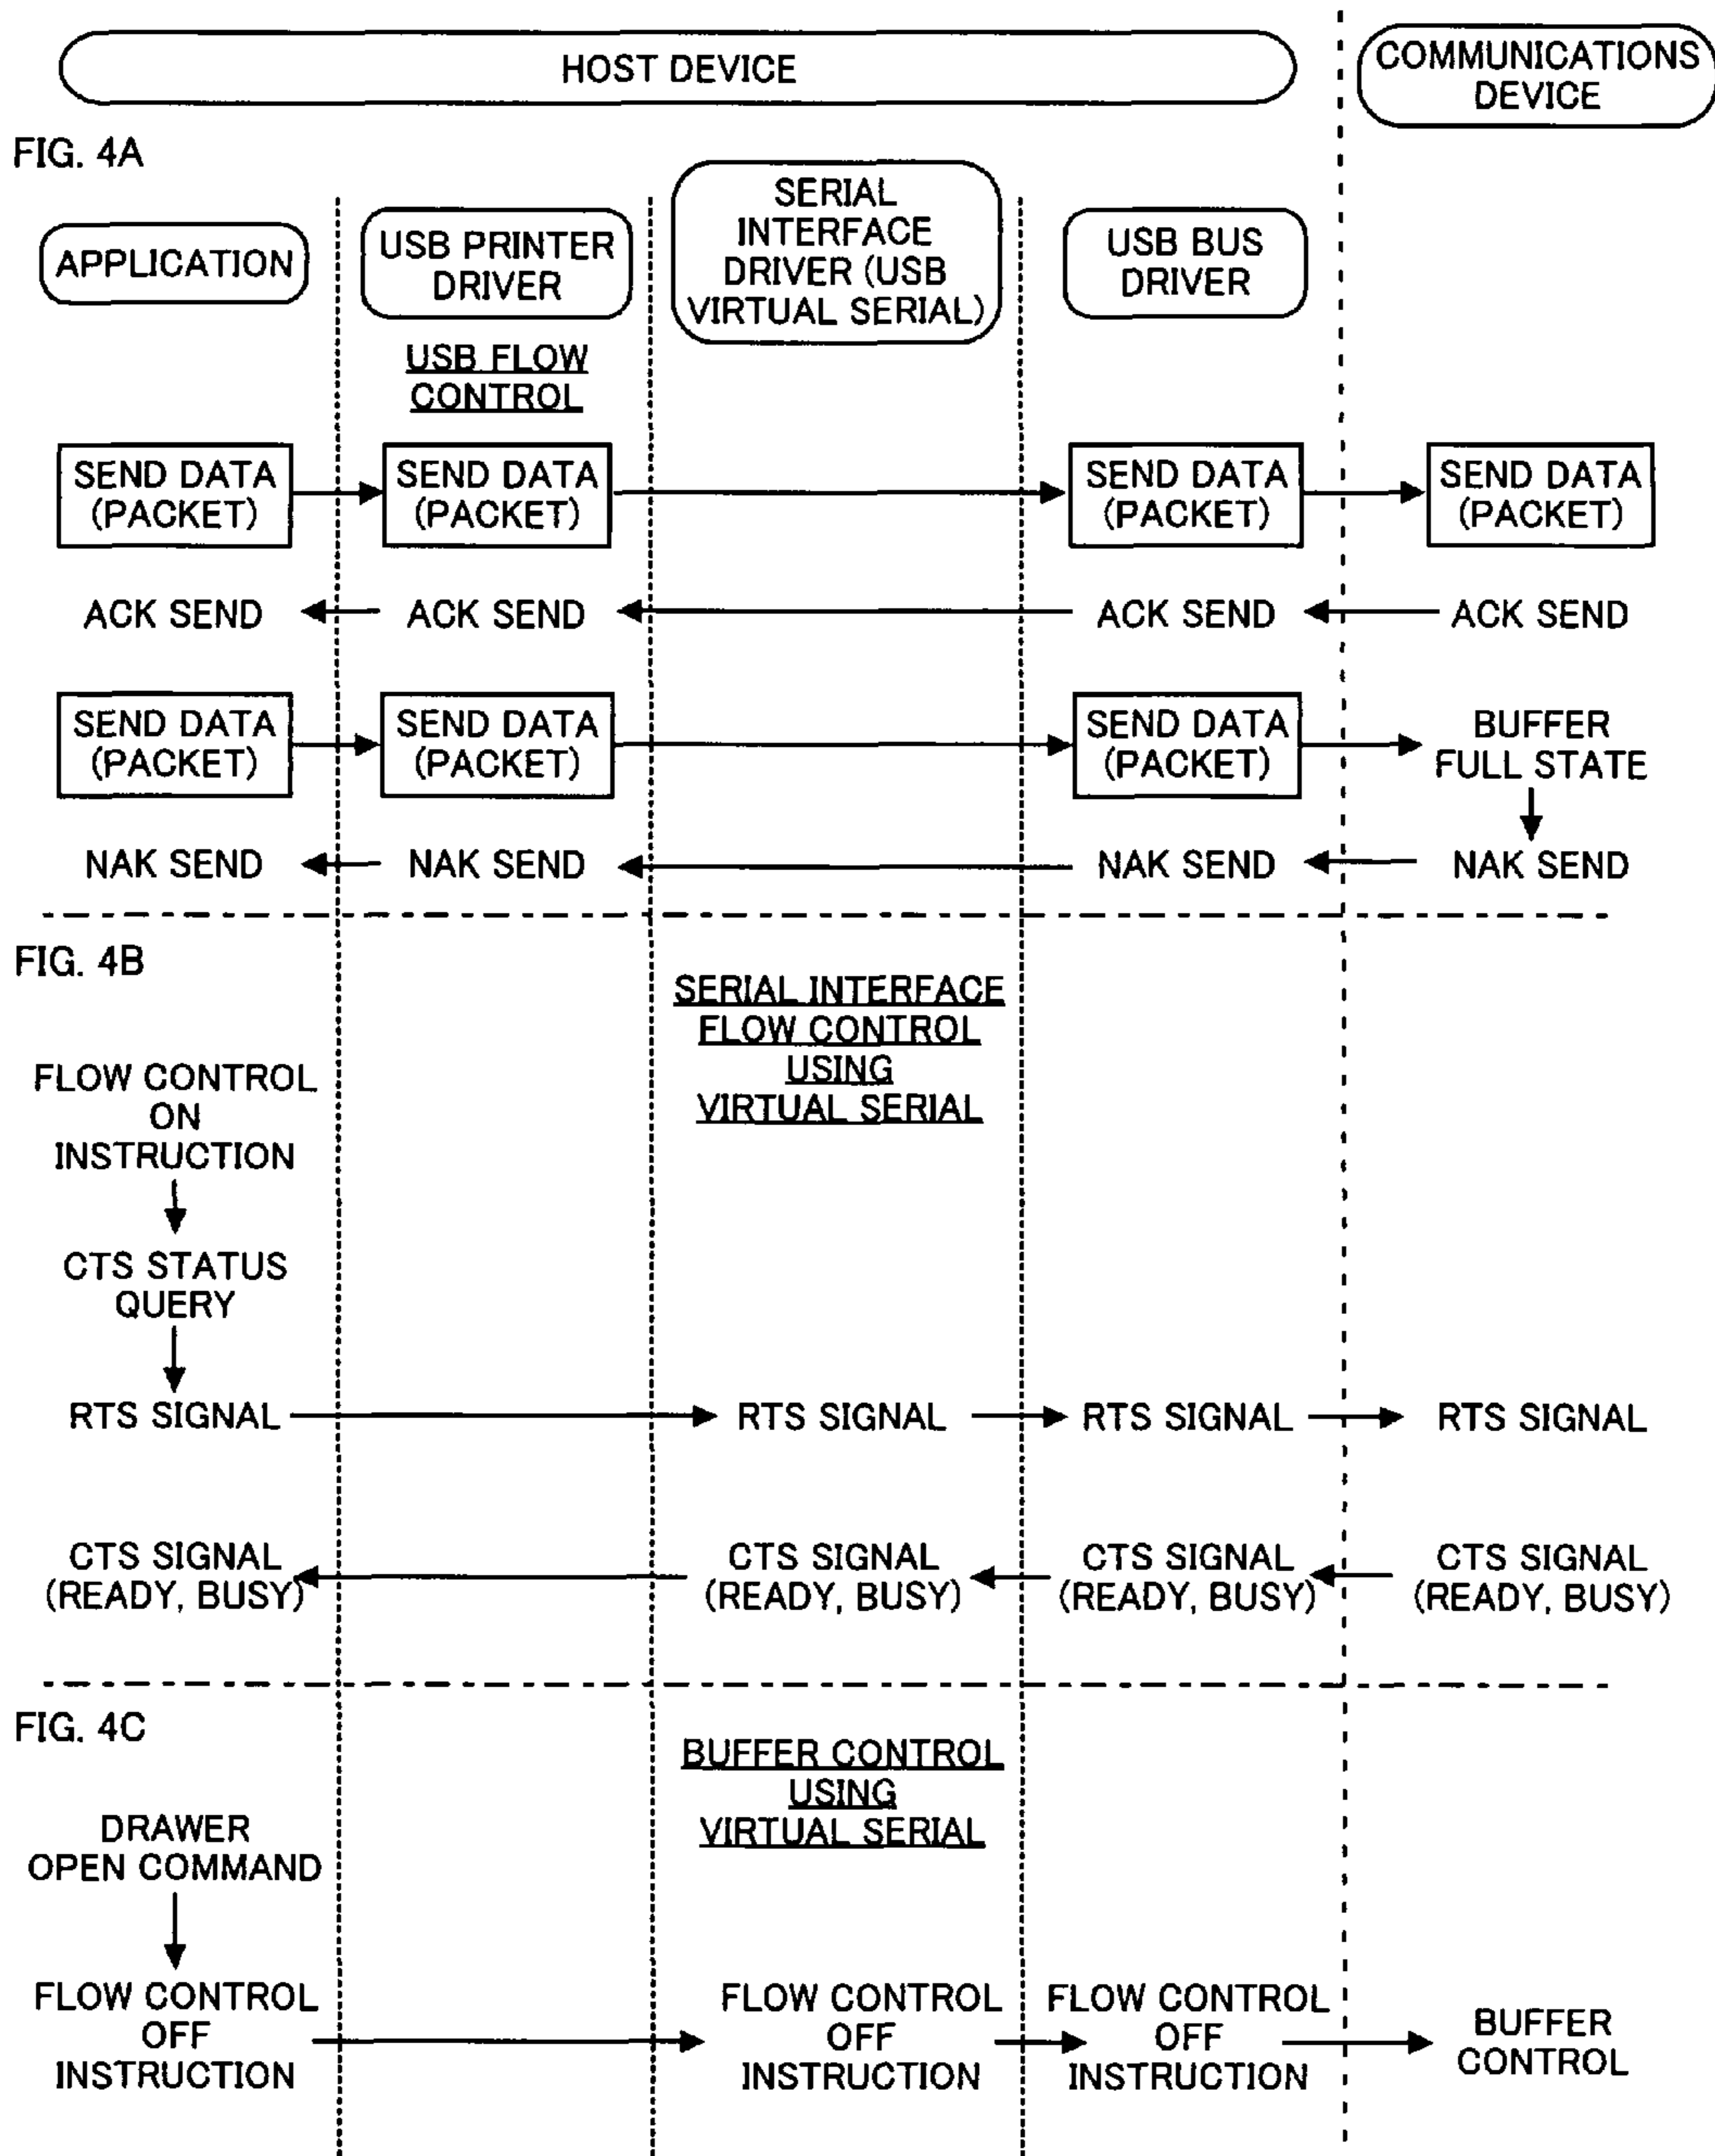 HOST DEVICE
COMMUNICATIONS
DEVICE
FIG. 4A
APPLICATION
USB PRINTER
DRIVER
SERIAL
INTERFACE
DRIVER (USB
VIRTUAL SERIAL)
USB BUS
DRIVER
USB FLOW
CONTROL
SEND DATA
(PACKET)
SEND DATA
(PACKET)
SEND DATA
(PACKET)
SEND DATA
(PACKET)
ACK SEND
ACK SEND
ACK SEND
ACK SEND
SEND DATA
(PACKET)
SEND DATA
(PACKET)
SEND DATA
(PACKET)
BUFFER
FULL STATE
NAK SEND
NAK SEND
NAK SEND
NAK SEND
FIG. 4B
SERIAL INTERFACE
FLOW CONTROL
USING
VIRTUAL SERIAL
FLOW CONTROL
ON
INSTRUCTION
CTS STATUS
QUERY
RTS SIGNAL
RTS SIGNAL
RTS SIGNAL
RTS SIGNAL
CTS SIGNAL
(READY, BUSY)
CTS SIGNAL
(READY, BUSY)
CTS SIGNAL
(READY, BUSY)
CTS SIGNAL
(READY, BUSY)
FIG. 4C
BUFFER CONTROL
USING
VIRTUAL SERIAL
DRAWER
OPEN COMMAND
FLOW CONTROL
OFF
INSTRUCTION
FLOW CONTROL
OFF
INSTRUCTION
FLOW CONTROL
OFF
INSTRUCTION
BUFFER
CONTROL